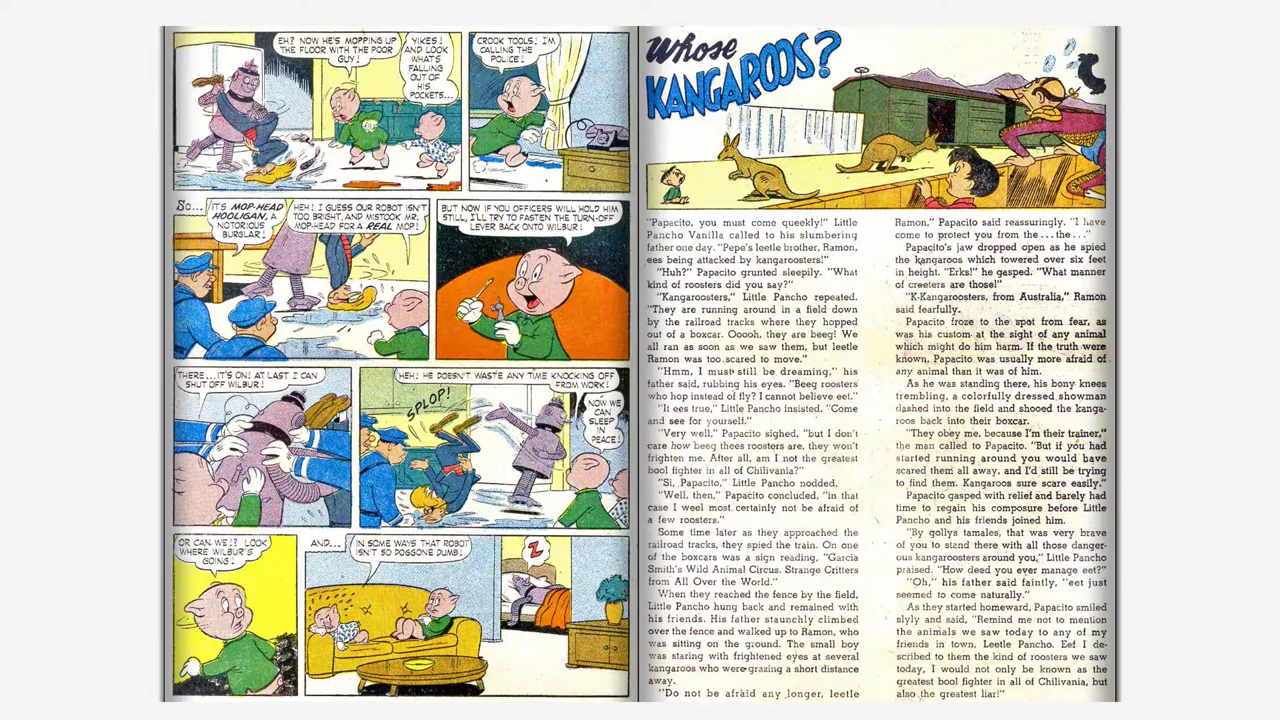 EH? NOW HE'S MOPPING UP
THE FLOOR WITH THE POOR
GUY!
YIKES!
AND LOOK
WHAT'S
FALLING
OUT OF
HIS
POCKETS...
CROOK TOOLS! I'M
CALLING THE
POLICE!
SO...
IT'S MOP-HEAD
HOOLIGAN, A
NOTORIOUS
BURGLAR!
HEH! I GUESS OUR ROBOT ISN'T
TOO BRIGHT, AND MISTOOK MR.
MOP-HEAD FOR A REAL MOP!
BUT NOW IF YOU OFFICERS WILL HOLD HIM
STILL, I'LL TRY TO FASTEN THE TURN-OFF
LEVER BACK ONTO WILBUR!
THERE...IT'S ON! AT LAST I CAN
SHUT OFF WILBUR!
HEH! HE DOESN'T WASTE ANY TIME KNOCKING OFF
FROM WORK!
SPLOP!
NOW WE
CAN
SLEEP
IN
PEACE!
OR CAN WE!? LOOK
WHERE WILBUR'S
GOING!
AND...
IN SOME WAYS THAT ROBOT
ISN'T SO DOGGONE DUMB!
Z
Whose
KANGAROOS?
"Papacito, you must come queekly!" Little
Pancho Vanilla called to his slumbering
father one day. "Pepe's leetle brother, Ramon,
ees being attacked by kangaroosters!"
"Huh?" Papacito grunted sleepily. "What
kind of roosters did you say?"
"Kangaroosters," Little Pancho repeated.
"They are running around in a field down
by the railroad tracks where they hopped
out of a boxcar. Ooooh, they are beeg! We
all ran as soon as we saw them, but leetle
Ramon was too scared to move."
"Hmm, I must still be dreaming," his
father said, rubbing his eyes. "Beeg roosters
who hop instead of fly? I cannot believe eet."
"It ees true," Little Pancho insisted. "Come
and see for yourself."
"Very well," Papacito sighed, "but I don't
care how beeg thees roosters are, they won't
frighten me. After all, am I not the greatest
bool fighter in all of Chilivania?"
"Si, Papacito," Little Pancho nodded.
"Well, then," Papacito concluded, "in that
case I weel most certainly not be afraid of
a few roosters."
Some time later as they approached the
railroad tracks, they spied the train. On one
of the boxcars was a sign reading, "Garcia
Smith's Wild Animal Circus. Strange Critters
from All Over the World."
When they reached the fence by the field,
Little Pancho hung back and remained with
his friends. His father staunchly climbed
over the fence and walked up to Ramon, who
was sitting on the ground. The small boy
was staring with frightened eyes at several
kangaroos who were grazing a short distance
away.
"Do not be afraid any longer, leetle
Ramon," Papacito said reassuringly. "I have
come to protect you from the...the..."
Papacito's jaw dropped open as he spied
the kangaroos which towered over six feet
in height. "Erks!" he gasped. "What manner
of creeters are those!"
"K-Kangaroosters, from Australia," Ramon
said fearfully.
Papacito froze to the spot from fear, as
was his custom at the sight of any animal
which might do him harm. If the truth were
known, Papacito was usually more afraid of
any animal than it was of him.
As he was standing there, his bony knees
trembling, a colorfully dressed showman
dashed into the field and shooed the kanga-
roos back into their boxcar.
"They obey me, because I'm their trainer,"
the man called to Papacito. "But if you had
started running around you would have
scared them all away, and I'd still be trying
to find them. Kangaroos sure scare easily."
Papacito gasped with relief and barely had
time to regain his composure before Little
Pancho and his friends joined him.
"By gollys tamales, that was very brave
of you to stand there with all those danger-
ous kangaroosters around you," Little Pancho
praised. "How deed you ever manage eet?"
"Oh," his father said faintly, "eet just
seemed to come naturally."
As they started homeward, Papacito smiled
slyly and said, "Remind me not to mention
the animals we saw today to any of my
friends in town, Leetle Pancho. Eef I de-
scribed to them the kind of roosters we saw
today, I would not only be known as the
greatest bool fighter in all of Chilivania, but
also the greatest liar!"